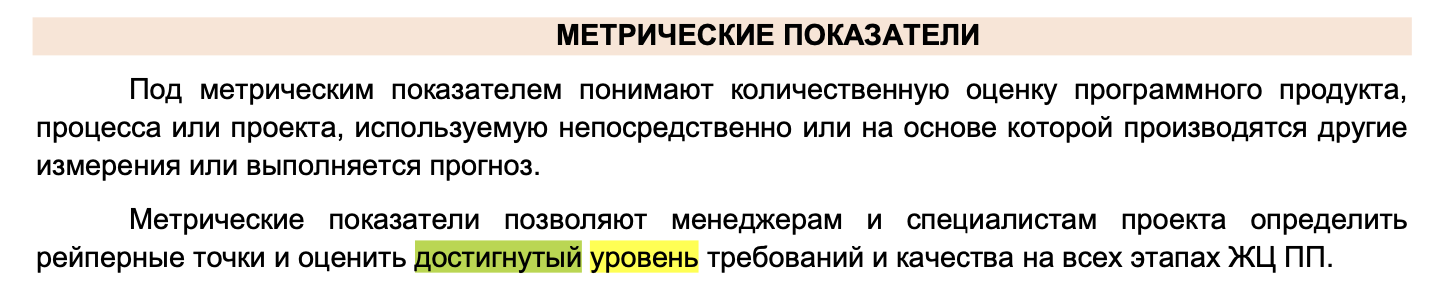 МЕТРИЧЕСКИЕ ПОКАЗАТЕЛИ
Под метрическим показателем понимают количественную оценку программного продукта,
процесса или проекта, используемую непосредственно или на основе которой производятся другие
измерения или выполняется прогноз.
Метрические показатели позволяют менеджерам и специалистам проекта определить
рейперные точки и оценить достигнутый уровень требований и качества на всех этапах ЖЦ ПП.